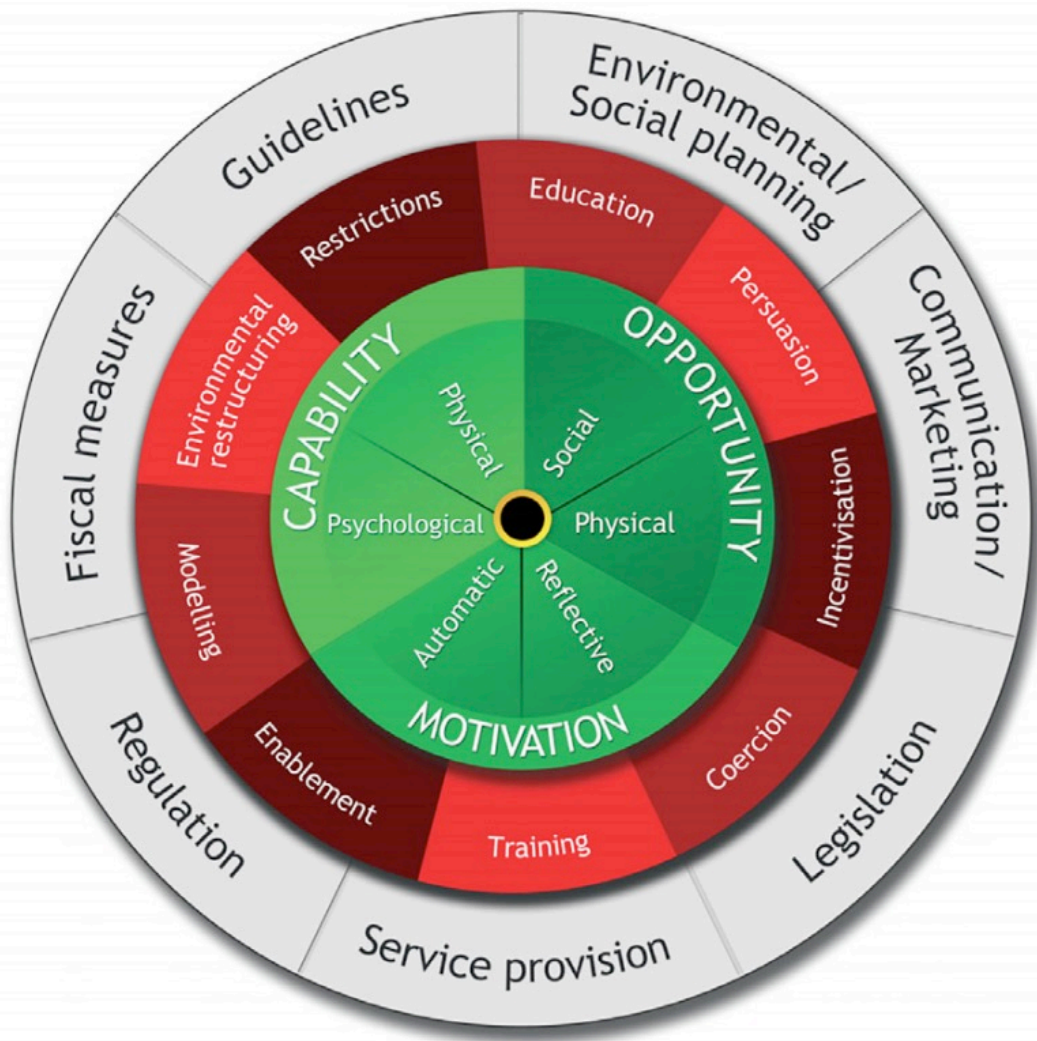 Guidelines
Environmental/
Social planning
Communication/
Marketing
Legislation
Service provision
Regulation
Fiscal measures
Restrictions
Education
Persuasion
Incentivisation
Coercion
Training
Enablement
Modelling
Environmental
restructuring
CAPABILITY
OPPORTUNITY
MOTIVATION
Physical
Social
Physical
Reflective
Automatic
Psychological